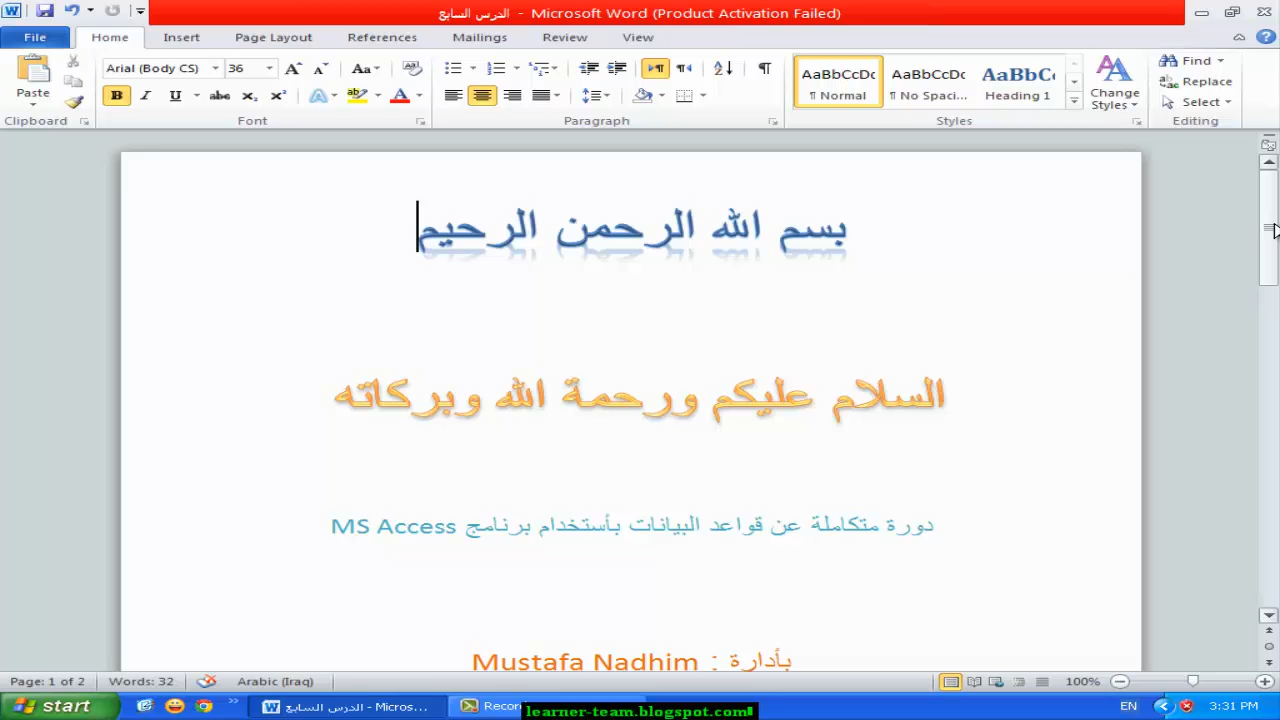 الدرس السابع - Microsoft Word (Product Activation Failed)
File Home Insert Page Layout References Mailings Review View
Paste
Clipboard
Arial (Body CS) 36
Font
Paragraph
AaBbCcDc AaBbCcDc AaBbCc
¶ Normal ¶ No Spaci... Heading 1
Change Styles
Styles
Find
Replace
Select
Editing
بسم الله الرحمن الرحيم
السلام عليكم ورحمة الله وبركاته
دورة متكاملة عن قواعد البيانات بأستخدام برنامج MS Access
بأدارة : Mustafa Nadhim
Page: 1 of 2 Words: 32 Arabic (Iraq) 100%
start الدرس السابع - Micros... Recor EN 3:31 PM
learner-team.blogspot.com